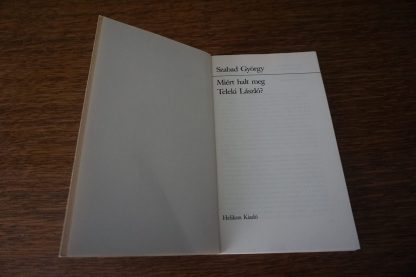 Szabad György
Miért halt meg
Teleki László?
Helikon Kiadó